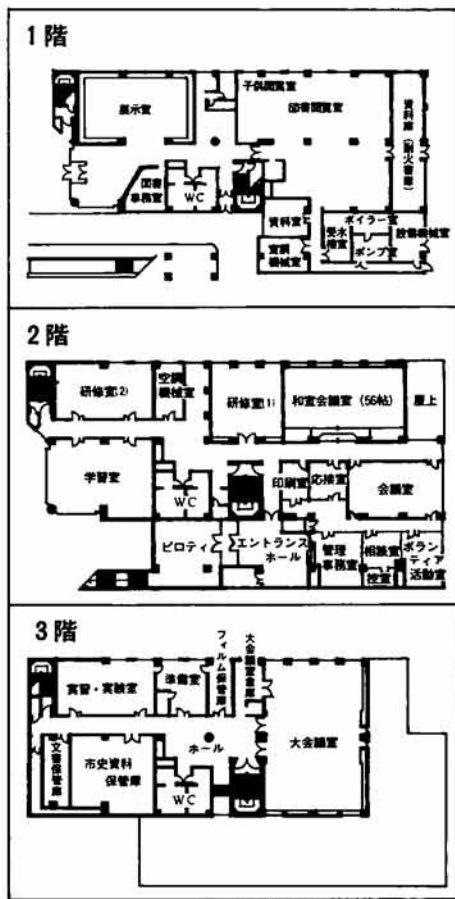 1階
展示室
子供閲覧室
図書閲覧室
資料庫(耐火書庫)
図書
事務室
WC
資料室
空調
機械室
ボイラー室
受水
槽室
ポンプ室
設備機械室
2階
研修室(2)
空調
機械室
研修室(1)
和室会議室(56帖)
屋上
学習室
WC
印刷室
応接室
会議室
ピロティ
エントランス
ホール
管理
事務室
相談室
控室
ボラン
ティア
活動室
3階
実習・実験室
準備室
フィルム保管庫
大会議室倉庫
文書保管庫
市史資料
保管庫
ホール
WC
大会議室